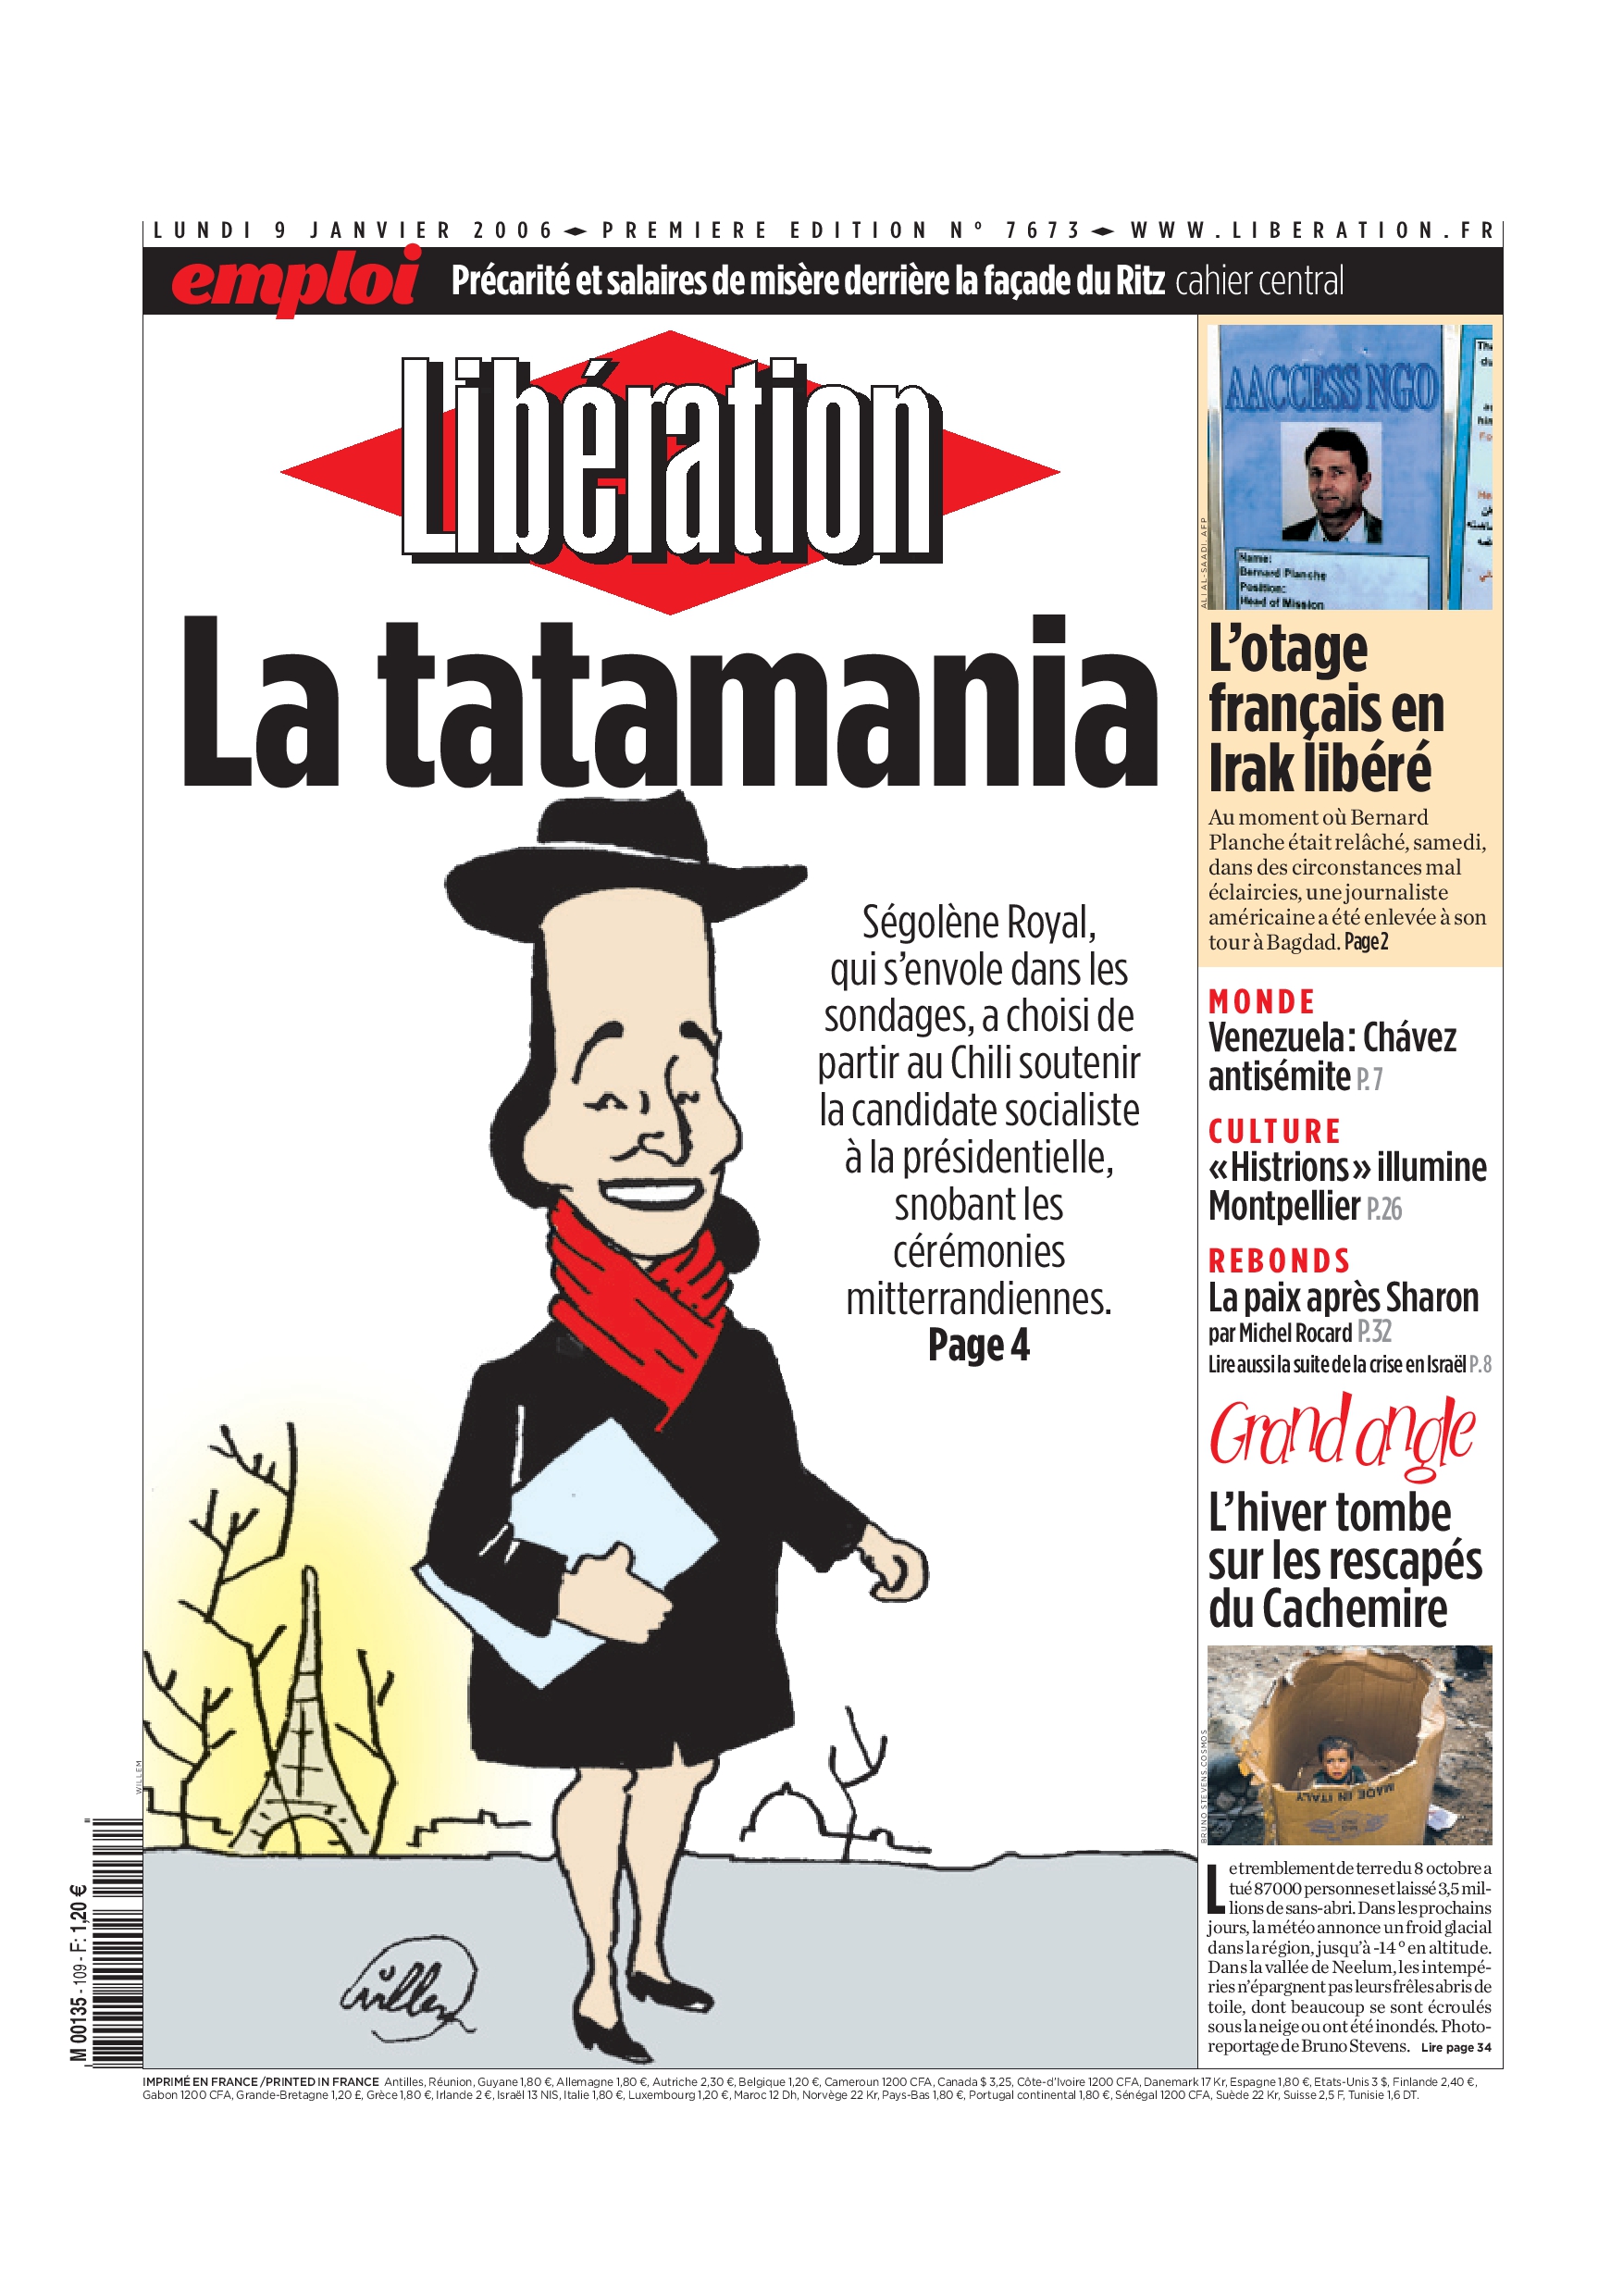 LUNDI 9 JANVIER 2006 ◆ PREMIERE EDITION Nº 7673 ◆ WWW.LIBERATION.FR
emploi Précarité et salaires de misère derrière la façade du Ritz cahier central
Libération
La tatamania
Ségolène Royal,
qui s’envole dans les
sondages, a choisi de
partir au Chili soutenir
la candidate socialiste
à la présidentielle,
snobant les
cérémonies
mitterrandiennes.
Page 4
Willem
WILLEM
AACCESS NGO
Name:
Bernard Planche
Position:
Head of Mission
ALI AL-SAADI. AFP
L’otage
français en
Irak libéré
Au moment où Bernard
Planche était relâché, samedi,
dans des circonstances mal
éclaircies, une journaliste
américaine a été enlevée à son
tour à Bagdad. Page 2
MONDE
Venezuela: Chávez
antisémite P. 7
CULTURE
«Histrions» illumine
Montpellier P.26
REBONDS
La paix après Sharon
par Michel Rocard P.32
Lire aussi la suite de la crise en Israël P.8
Grand angle
L’hiver tombe
sur les rescapés
du Cachemire
MADE IN ITALY
BRUNO STEVENS.COSMOS
Le tremblement de terre du 8 octobre a
tué 87000 personnes et laissé 3,5 mil-
lions de sans-abri. Dans les prochains
jours, la météo annonce un froid glacial
dans la région, jusqu’à -14° en altitude.
Dans la vallée de Neelum, les intempé-
ries n’épargnent pas leurs frêles abris de
toile, dont beaucoup se sont écroulés
sous la neige ou ont été inondés. Photo-
reportage de Bruno Stevens. Lire page 34
M 00135 - 109 - F: 1,20 €
IMPRIMÉ EN FRANCE /PRINTED IN FRANCE Antilles, Réunion, Guyane 1,80 €, Allemagne 1,80 €, Autriche 2,30 €, Belgique 1,20 €, Cameroun 1200 CFA, Canada $ 3,25, Côte-d’Ivoire 1200 CFA, Danemark 17 Kr, Espagne 1,80 €, Etats-Unis 3 $, Finlande 2,40 €,
Gabon 1200 CFA, Grande-Bretagne 1,20 £, Grèce 1,80 €, Irlande 2 €, Israël 13 NIS, Italie 1,80 €, Luxembourg 1,20 €, Maroc 12 Dh, Norvège 22 Kr, Pays-Bas 1,80 €, Portugal continental 1,80 €, Sénégal 1200 CFA, Suède 22 Kr, Suisse 2,5 F, Tunisie 1,6 DT.